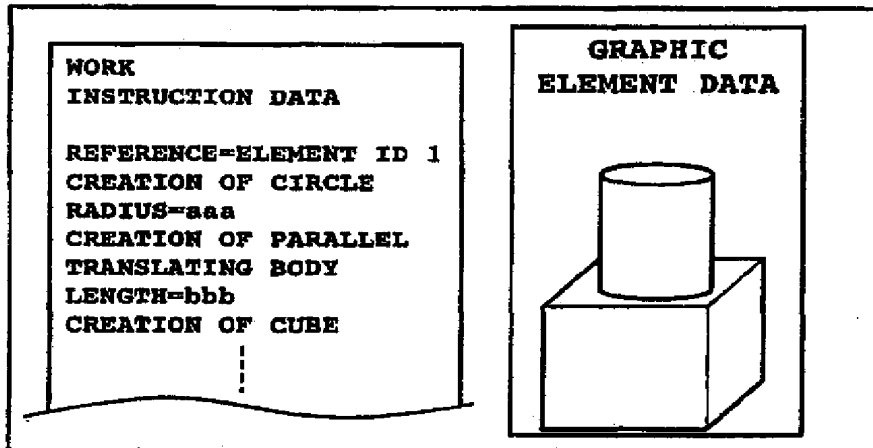 WORK
INSTRUCTION DATA
REFERENCE=ELEMENT ID 1
CREATION OF CIRCLE
RADIUS=aaa
CREATION OF PARALLEL
TRANSLATING BODY
LENGTH=bbb
CREATION OF CUBE
GRAPHIC
ELEMENT DATA